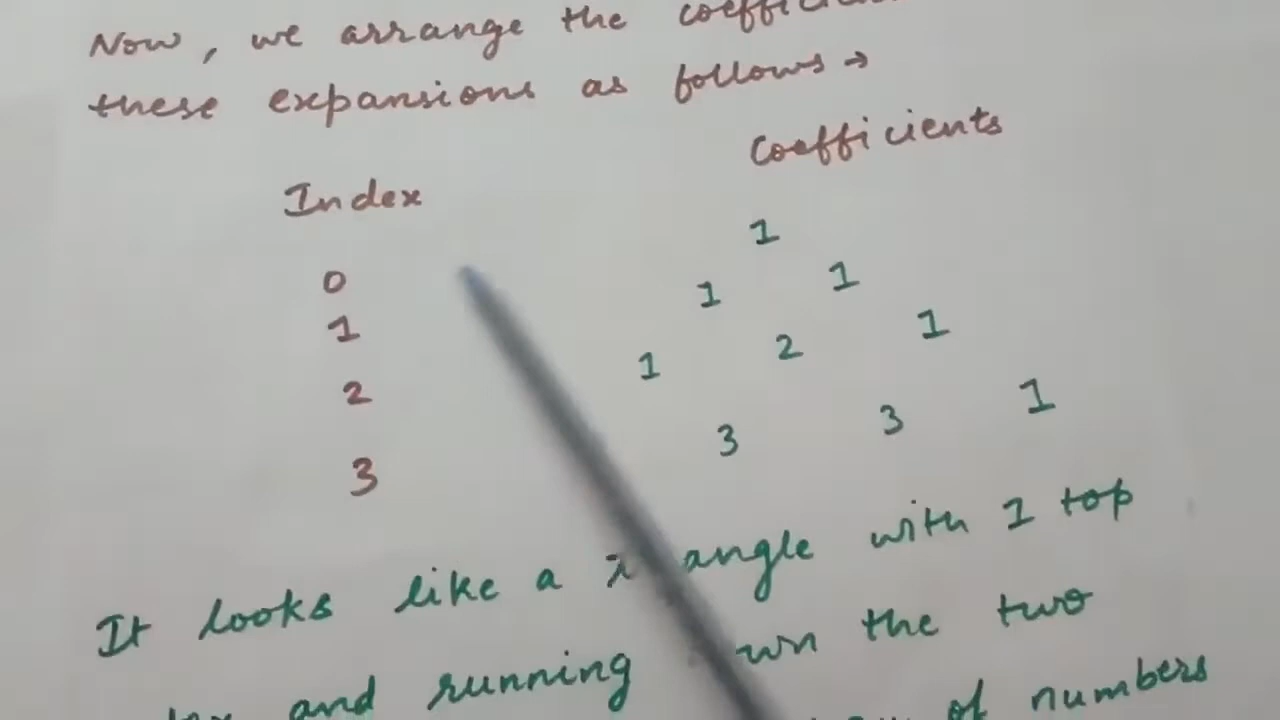 Now, we arrange the
these expansions as follows →
Index Coefficients
0 1
1 1 1
2 1 2 1
3 3 3 1
It looks like a with 1 top
and running the two
of numbers